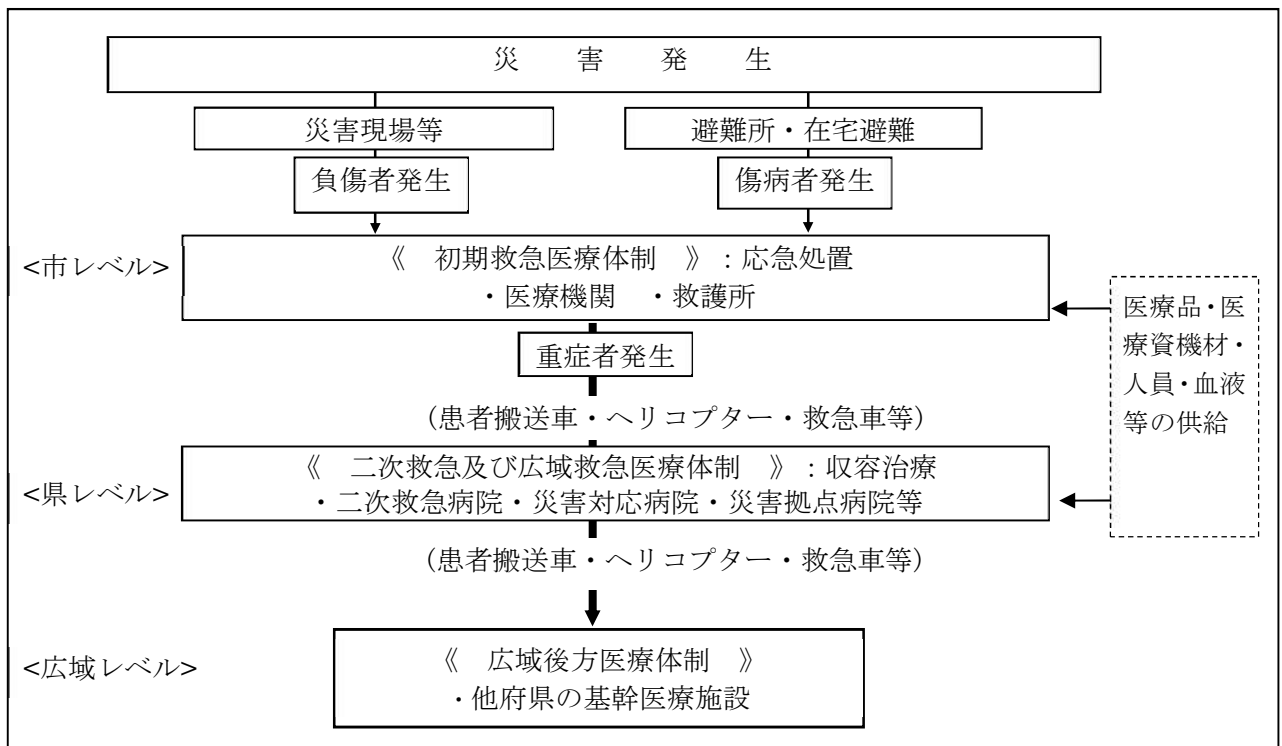 災　害　発　生
災害現場等
避難所・在宅避難
負傷者発生
傷病者発生
<市レベル>
《　初期救急医療体制　》：応急処置
・医療機関　・救護所
医療品・医
療資機材・
人員・血液
等の供給
重症者発生
（患者搬送車・ヘリコプター・救急車等）
<県レベル>
《　二次救急及び広域救急医療体制　》：収容治療
・二次救急病院・災害対応病院・災害拠点病院等
（患者搬送車・ヘリコプター・救急車等）
<広域レベル>
《　広域後方医療体制　》
・他府県の基幹医療施設